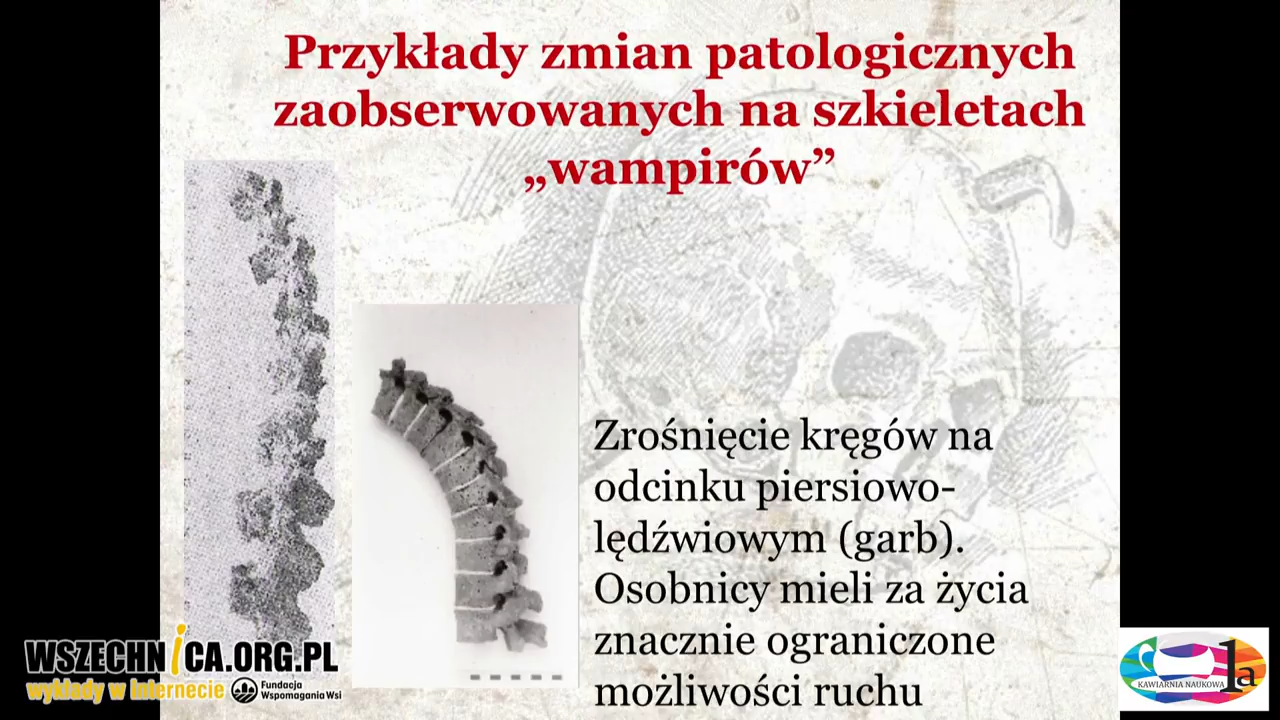 Przykłady zmian patologicznych
zaobserwowanych na szkieletach
„wampirów”
Zrośnięcie kręgów na
odcinku piersiowo-
lędźwiowym (garb).
Osobnicy mieli za życia
znacznie ograniczone
możliwości ruchu
WSZECHNICA.ORG.PL
wykłady w Internecie
Fundacja
Wspomagania Wsi
KAWIARNIA NAUKOWA 1a